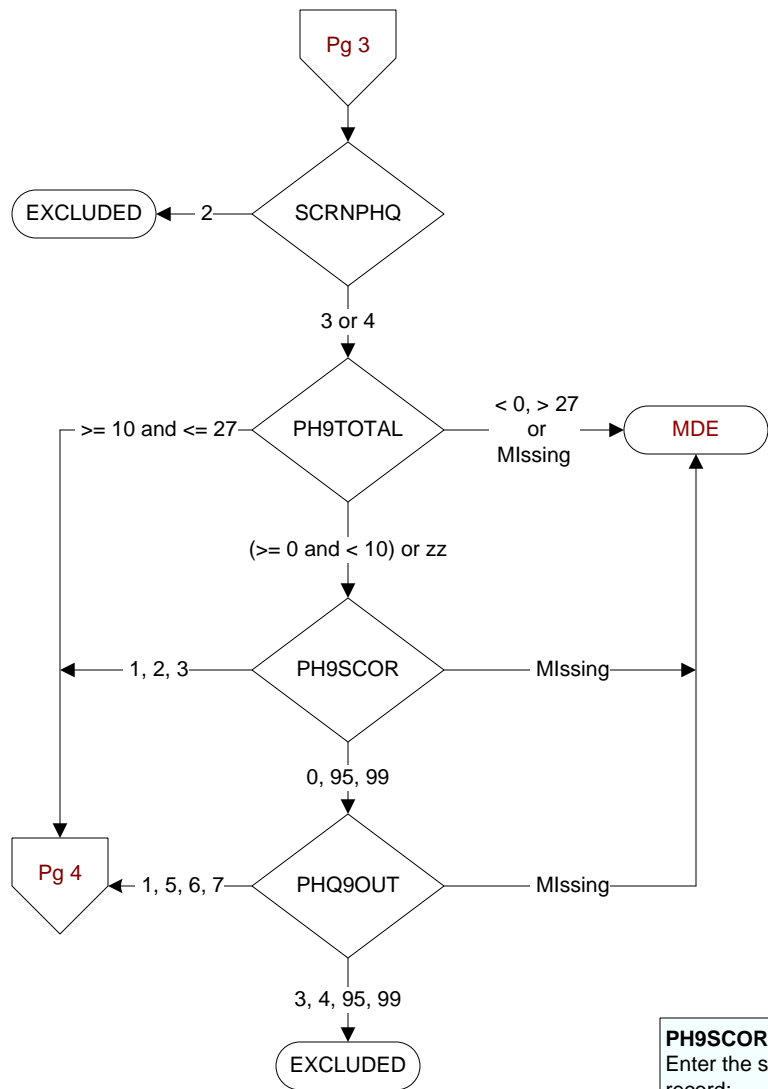 Pg 3
SCRNPHQ
2
EXCLUDED
3 or 4
PH9TOTAL
>= 10 and <= 27
< 0, > 27
or
MIssing
MDE
(>= 0 and < 10) or zz
PH9SCOR
1, 2, 3
MIssing
0, 95, 99
PHQ9OUT
1, 5, 6, 7
Pg 4
MIssing
3, 4, 95, 99
EXCLUDED
PH9SCOR
Enter the s
record: